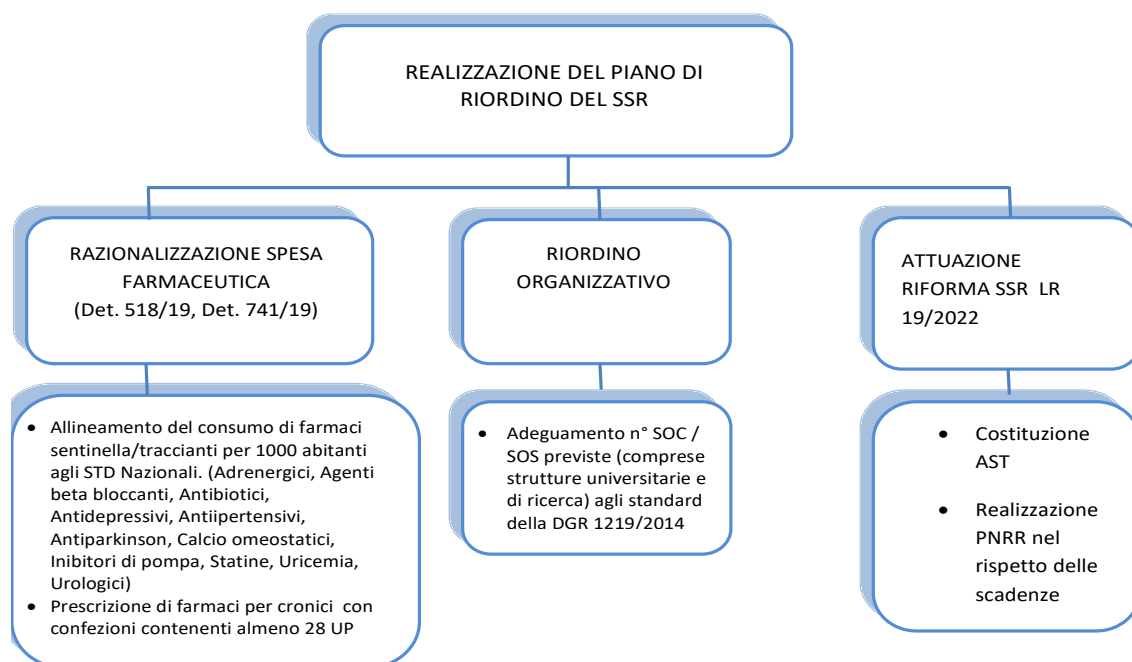 REALIZZAZIONE DEL PIANO DI
RIORDINO DEL SSR
RAZIONALIZZAZIONE SPESA
FARMACEUTICA
(Det. 518/19, Det. 741/19)
RIORDINO
ORGANIZZATIVO
ATTUAZIONE
RIFORMA SSR LR
19/2022
• Allineamento del consumo di farmaci
sentinella/traccianti per 1000 abitanti
agli STD Nazionali. (Adrenergici, Agenti
beta bloccanti, Antibiotici,
Antidepressivi, Antiipertensivi,
Antiparkinson, Calcio omeostatici,
Inibitori di pompa, Statine, Uricemia,
Urologici)
• Prescrizione di farmaci per cronici con
confezioni contenenti almeno 28 UP
• Adeguamento n° SOC /
SOS previste (comprese
strutture universitarie e
di ricerca) agli standard
della DGR 1219/2014
• Costituzione
AST
• Realizzazione
PNRR nel
rispetto delle
scadenze